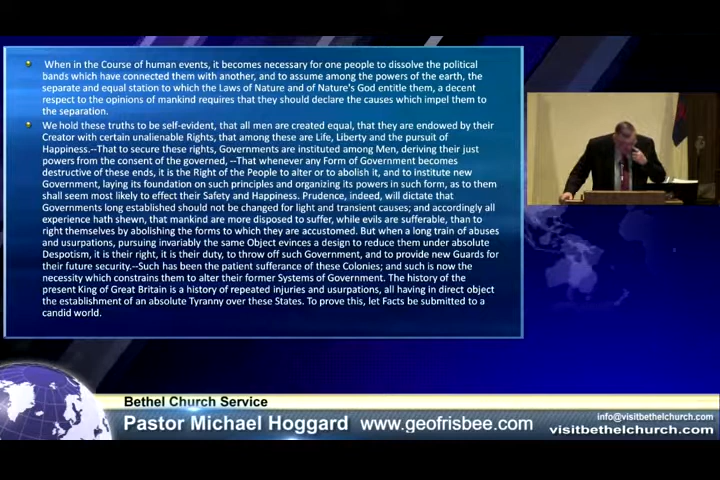 When in the Course of human events, it becomes necessary for one people to dissolve the political
bands which have connected them with another, and to assume among the powers of the earth, the
separate and equal station to which the Laws of Nature and of Nature's God entitle them, a decent
respect to the opinions of mankind requires that they should declare the causes which impel them to
the separation.
We hold these truths to be self-evident, that all men are created equal, that they are endowed by their
Creator with certain unalienable Rights, that among these are Life, Liberty and the pursuit of
Happiness.--That to secure these rights, Governments are instituted among Men, deriving their just
powers from the consent of the governed, --That whenever any Form of Government becomes
destructive of these ends, it is the Right of the People to alter or to abolish it, and to institute new
Government, laying its foundation on such principles and organizing its powers in such form, as to them
shall seem most likely to effect their Safety and Happiness. Prudence, indeed, will dictate that
Governments long established should not be changed for light and transient causes; and accordingly all
experience hath shewn, that mankind are more disposed to suffer, while evils are sufferable, than to
right themselves by abolishing the forms to which they are accustomed. But when a long train of abuses
and usurpations, pursuing invariably the same Object evinces a design to reduce them under absolute
Despotism, it is their right, it is their duty, to throw off such Government, and to provide new Guards for
their future security.--Such has been the patient sufferance of these Colonies; and such is now the
necessity which constrains them to alter their former Systems of Government. The history of the
present King of Great Britain is a history of repeated injuries and usurpations, all having in direct object
the establishment of an absolute Tyranny over these States. To prove this, let Facts be submitted to a
candid world.
Bethel Church Service
Pastor Michael Hoggard www.geofrisbee.com
info@visitbethelchurch.com
visitbethelchurch.com